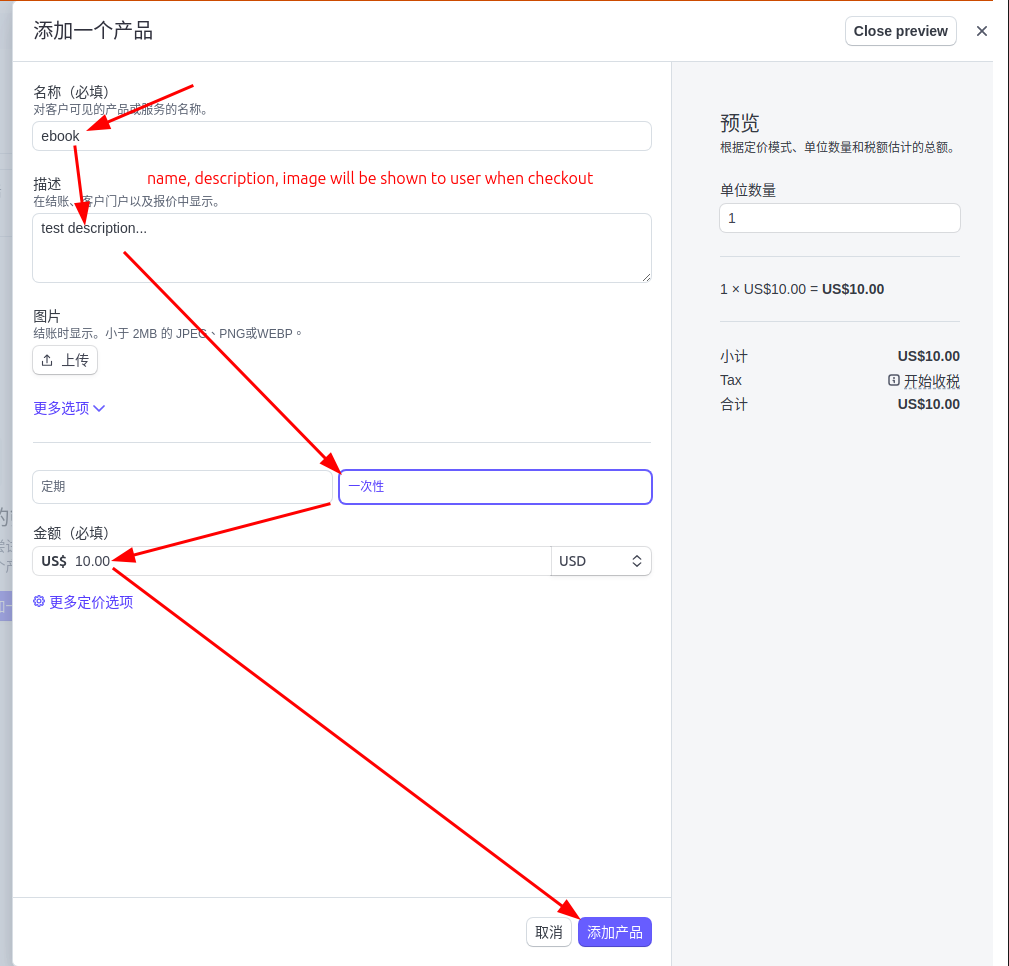 添加一个产品
Close preview
名称（必填）
对客户可见的产品或服务的名称。
ebook
name, description, image will be shown to user when checkout
描述
在结账、客户门户以及报价中显示。
test description...
图片
结账时显示。小于 2MB 的 JPEG、PNG或WEBP 。
上传
更多选项
定期
一次性
金额（必填）
US$ 10.00
USD
更多定价选项
取消
添加产品
预览
根据定价模式、单位数量和税额估计的总额。
单位数量
1
1 × US$10.00 = US$10.00
小计 US$10.00
Tax 开始收税
合计 US$10.00